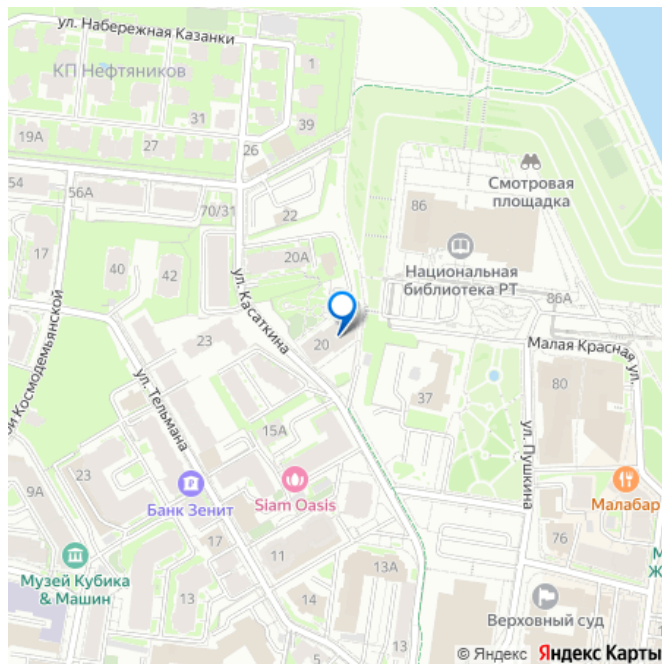 ул. Набережная Казанки
КП Нефтяников
1
31
39
19А
27
26
54
56А
Смотровая
площадка
86
70/31
22
17
20А
40
42
Национальная
библиотека РТ
86А
ул. Касаткина
20
23
Малая Красная ул.
ой Космодемьянской
ул. Тельмана
80
37
ул. Пушкина
15А
23
9А
Банк Зенит
Siam Oasis
Малабар
17
76
М
Ж
Музей Кубика
& Машин
11
13А
13
14
13
Верховный суд
© Яндекс Яндекс Карты